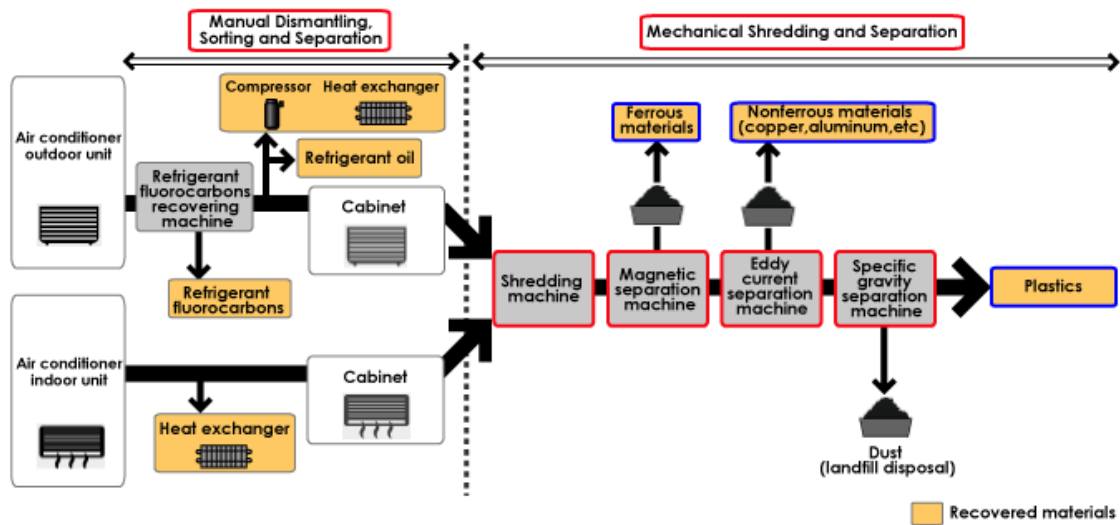 Manual Dismantling,
Sorting and Separation
Mechanical Shredding and Separation
Air conditioner
outdoor unit
Compressor
Heat exchanger
Refrigerant oil
Refrigerant
fluorocarbons
recovering
machine
Cabinet
Refrigerant
fluorocarbons
Air conditioner
indoor unit
Heat exchanger
Cabinet
Shredding
machine
Magnetic
separation
machine
Ferrous
materials
Eddy
current
separation
machine
Nonferrous materials
(copper,aluminum,etc)
Specific
gravity
separation
machine
Plastics
Dust
(landfill disposal)
Recovered materials